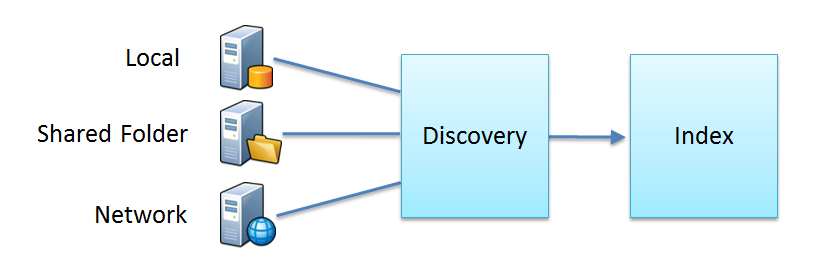 Local
Shared Folder
Network
Discovery
Index